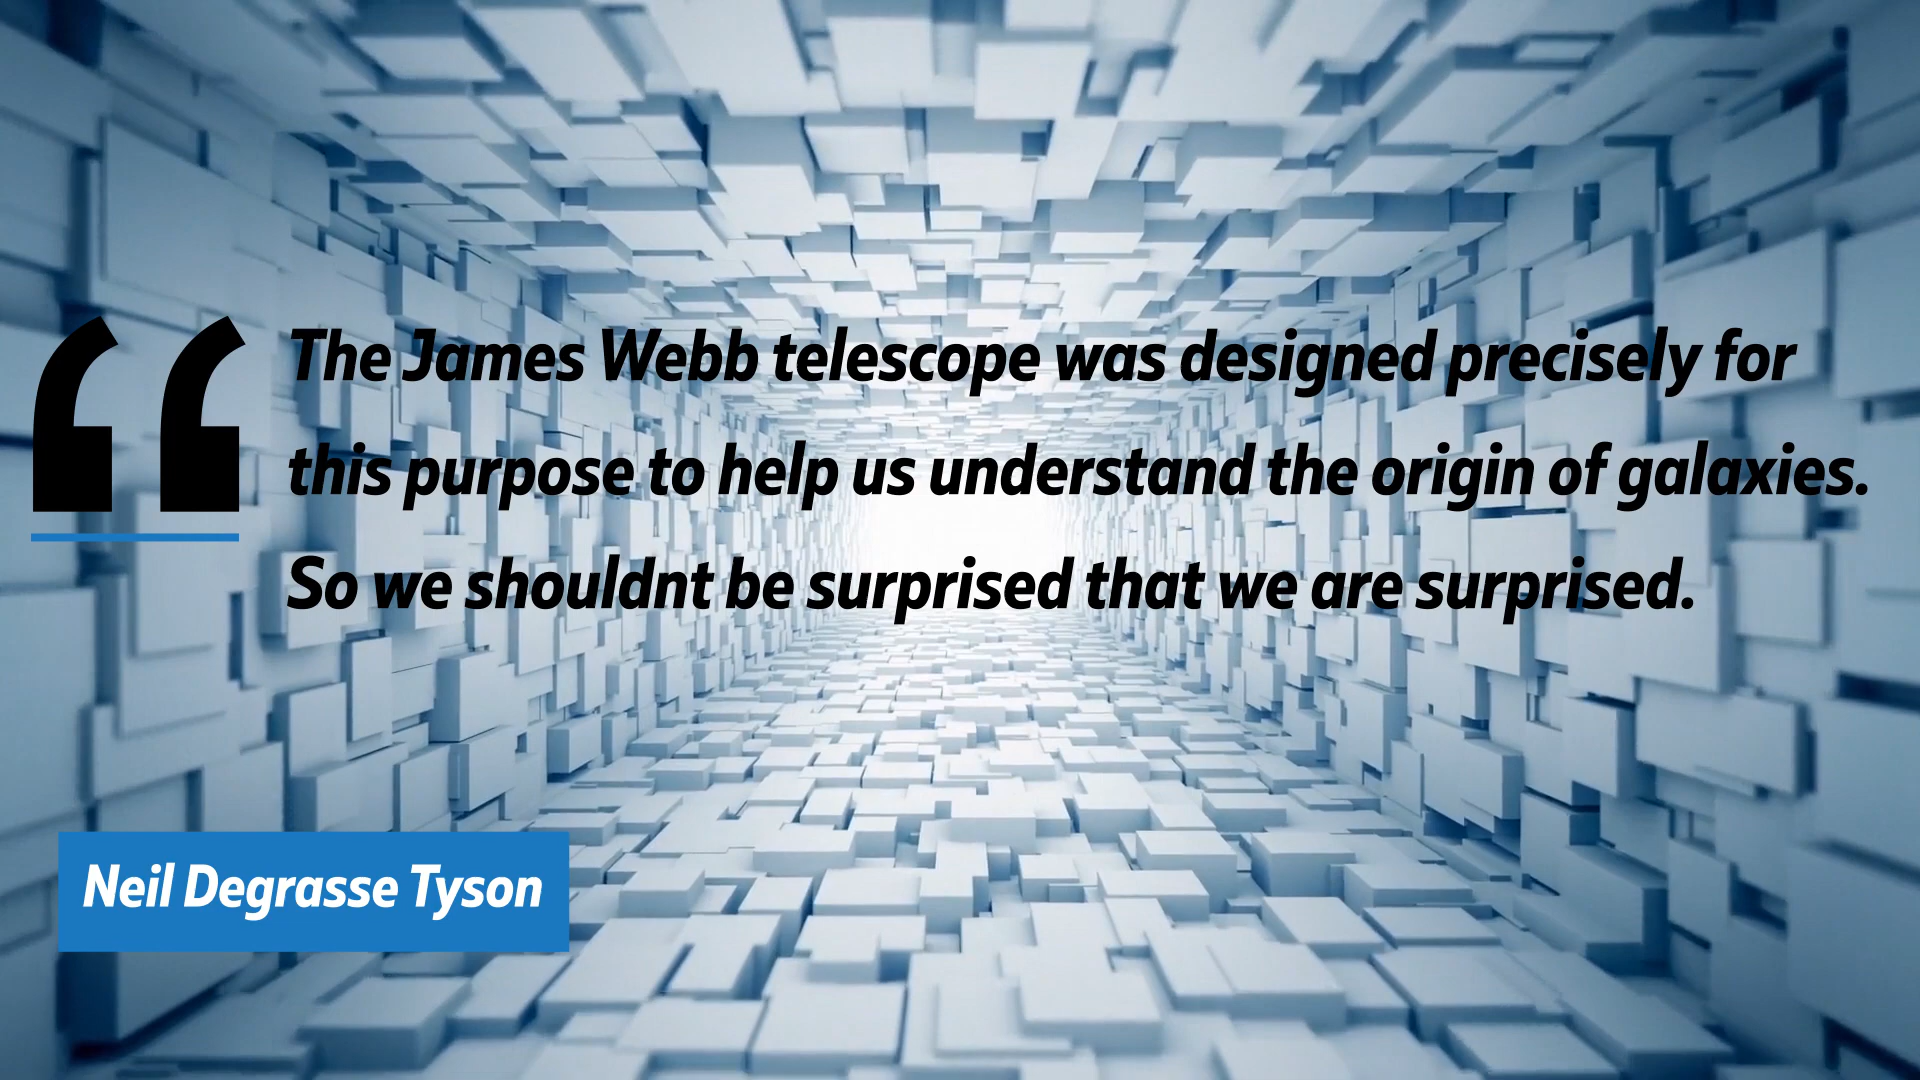 “
The James Webb telescope was designed precisely for
this purpose to help us understand the origin of galaxies.
So we shouldnt be surprised that we are surprised.
Neil Degrasse Tyson